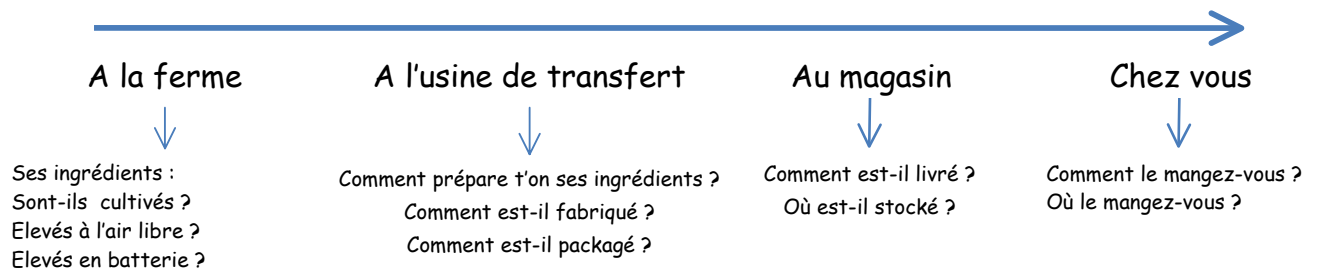 A la ferme
A l'usine de transfert
Au magasin
Chez vous
Ses ingrédients :
Sont-ils cultivés ?
Elevés à l'air libre ?
Elevés en batterie ?
Comment prépare t'on ses ingrédients ?
Comment est-il fabriqué ?
Comment est-il packagé ?
Comment est-il livré ?
Où est-il stocké ?
Comment le mangez-vous ?
Où le mangez-vous ?